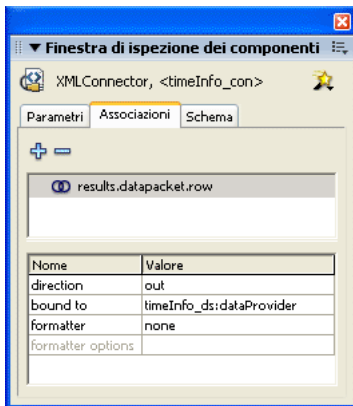 Finestra di ispezione dei componenti
XMLConnector, <timeInfo_con>
Parametri Associazioni Schema
results.datapacket.row
Nome Valore
direction out
bound to timeInfo_ds:dataProvider
formatter none
formatter options